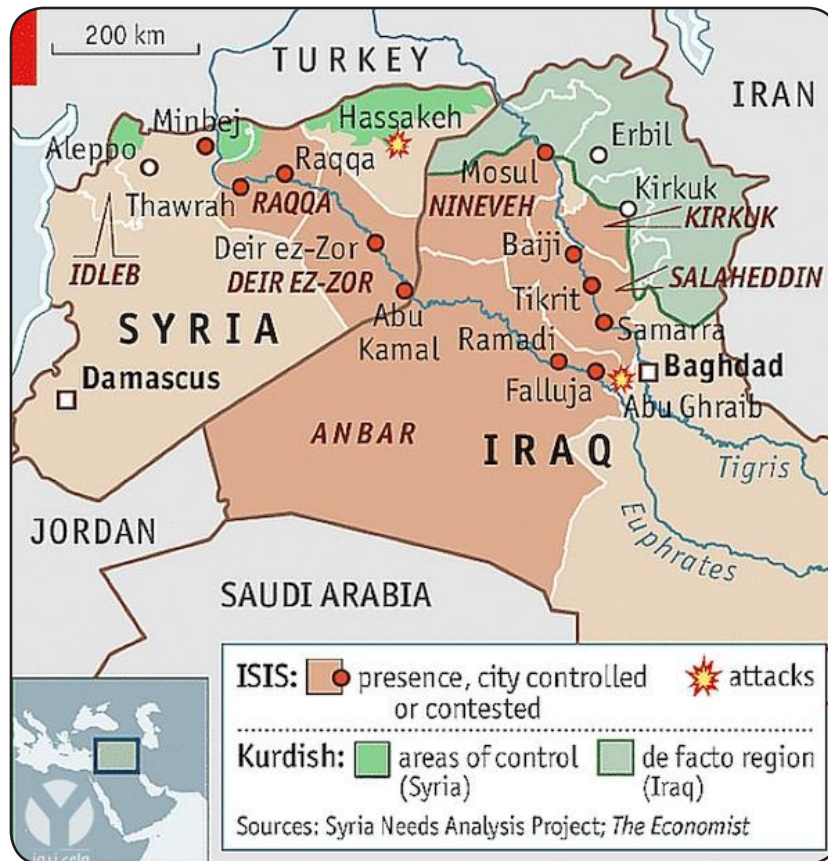 200 km
TURKEY
IRAN
Minbej
Hassakeh
Aleppo
Raqqa
Erbil
Mosul
Thawrah
RAQQA
NINEVEH
Kirkuk
KIRKUK
IDLEB
Deir ez-Zor
DEIR EZ-ZOR
Baiji
SALAHEDDIN
Tikrit
SYRIA
Abu
Kamal
Samarra
Ramadi
Damascus
Baghdad
Falluja
Abu Ghraib
ANBAR
IRAQ
Tigris
JORDAN
Euphrates
SAUDI ARABIA
ISIS: presence, city controlled
or contested
attacks
Kurdish: areas of control
(Syria)
de facto region
(Iraq)
Sources: Syria Needs Analysis Project; The Economist